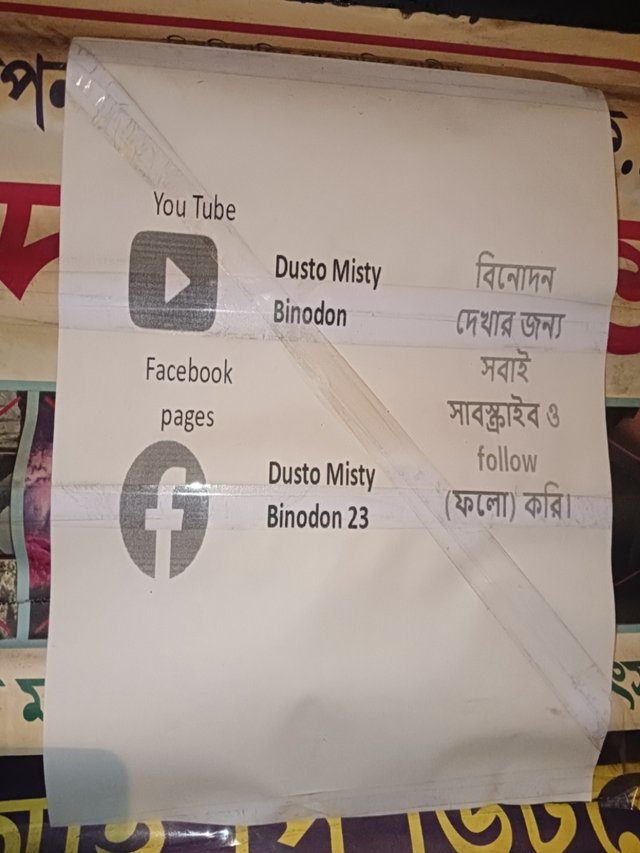 You Tube
Dusto Misty
Binodon
Facebook
pages
Dusto Misty
Binodon 23
বিনোদন
দেখার জন্য
সবাই
সাবস্ক্রাইব ও
follow
(ফলো) করি।